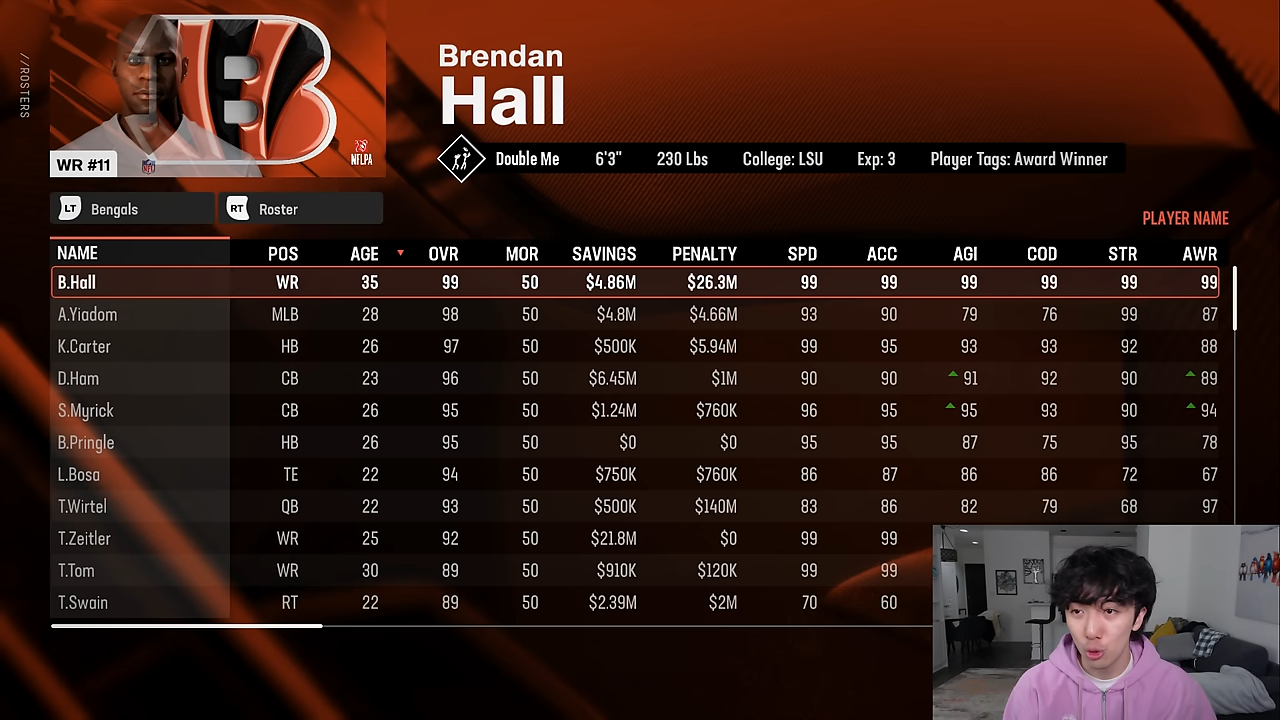 //ROSTERS
Brendan
Hall
WR #11
NFL
NFLPA
Double Me 6'3" 230 Lbs College: LSU Exp: 3 Player Tags: Award Winner
LT Bengals RT Roster
PLAYER NAME
NAME POS AGE OVR MOR SAVINGS PENALTY SPD ACC AGI COD STR AWR
B.Hall WR 35 99 50 $4.86M $26.3M 99 99 99 99 99 99
A.Yiadom MLB 28 98 50 $4.8M $4.66M 93 90 79 76 99 87
K.Carter HB 26 97 50 $500K $5.94M 99 95 93 93 92 88
D.Ham CB 23 96 50 $6.45M $1M 90 90 91 92 90 89
S.Myrick CB 26 95 50 $1.24M $760K 96 95 95 93 90 94
B.Pringle HB 26 95 50 $0 $0 95 95 87 75 95 78
L.Bosa TE 22 94 50 $750K $760K 86 87 86 86 72 67
T.Wirtel QB 22 93 50 $500K $140M 83 86 82 79 68 97
T.Zeitler WR 25 92 50 $21.8M $0 99 99
T.Tom WR 30 89 50 $910K $120K 99 99
T.Swain RT 22 89 50 $2.39M $2M 70 60